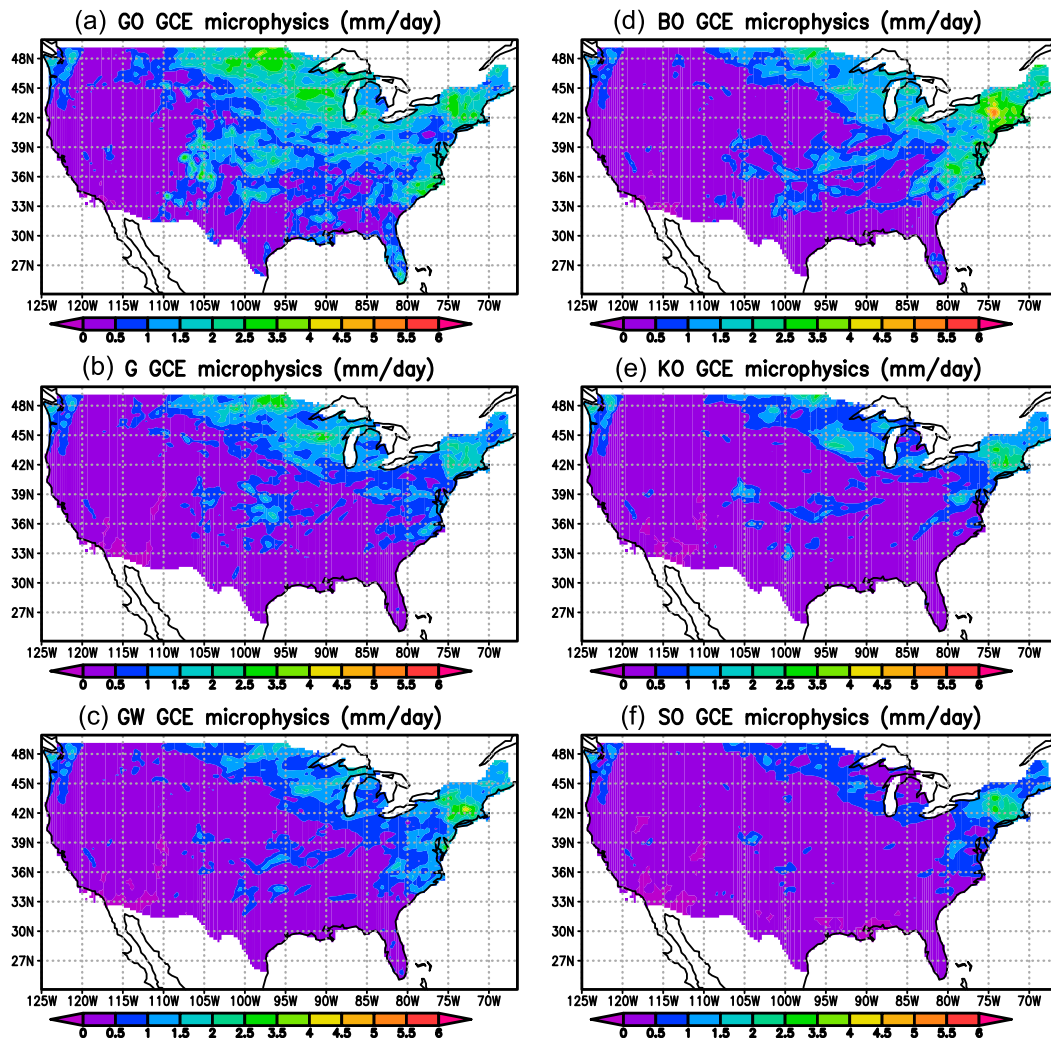 (a) GO GCE microphysics (mm/day)
48N
45N
42N
39N
36N
33N
30N
27N
125W 120W 115W 110W 105W 100W 95W 90W 85W 80W 75W 70W
0 0.5 1 1.5 2 2.5 3.5 4 4.5 5 5.5 6
(b) G GCE microphysics (mm/day)
48N
45N
42N
39N
36N
33N
30N
27N
125W 120W 115W 110W 105W 100W 95W 90W 85W 80W 75W 70W
0 0.5 1 1.5 2 2.5 3.5 4 4.5 5 5.5 6
(c) GW GCE microphysics (mm/day)
48N
45N
42N
39N
36N
33N
30N
27N
125W 120W 115W 110W 105W 100W 95W 90W 85W 80W 75W 70W
0 0.5 1 1.5 2 2.5 3.5 4 4.5 5 5.5 6
(d) BO GCE microphysics (mm/day)
48N
45N
42N
39N
36N
33N
30N
27N
125W 120W 115W 110W 105W 100W 95W 90W 85W 80W 75W 70W
0 0.5 1 1.5 2 2.5 3.5 4 4.5 5 5.5 6
(e) KO GCE microphysics (mm/day)
48N
45N
42N
39N
36N
33N
30N
27N
125W 120W 115W 110W 105W 100W 95W 90W 85W 80W 75W 70W
0 0.5 1 1.5 2 2.5 3.5 4 4.5 5 5.5 6
(f) SO GCE microphysics (mm/day)
48N
45N
42N
39N
36N
33N
30N
27N
125W 120W 115W 110W 105W 100W 95W 90W 85W 80W 75W 70W
0 0.5 1 1.5 2 2.5 3.5 4 4.5 5 5.5 6